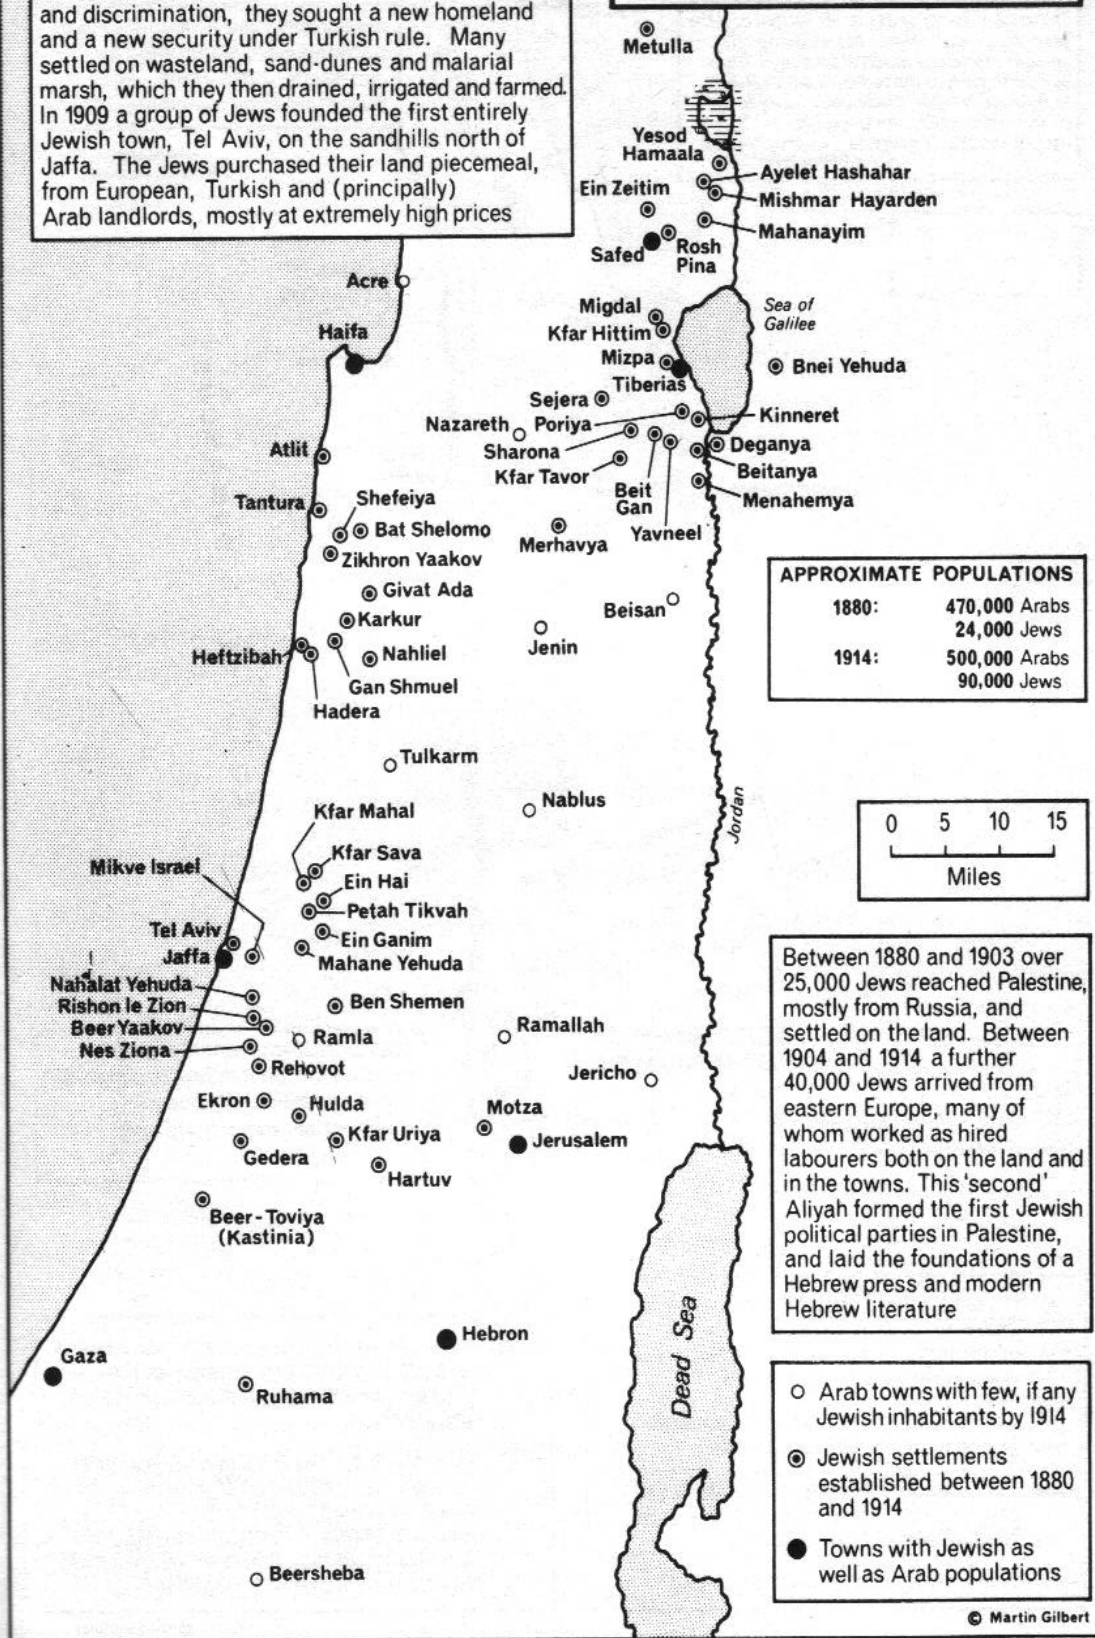 and discrimination, they sought a new homeland
and a new security under Turkish rule. Many
settled on wasteland, sand-dunes and malarial
marsh, which they then drained, irrigated and farmed.
In 1909 a group of Jews founded the first entirely
Jewish town, Tel Aviv, on the sandhills north of
Jaffa. The Jews purchased their land piecemeal,
from European, Turkish and (principally)
Arab landlords, mostly at extremely high prices
Metulla
Yesod
Hamaala
Ayelet Hashahar
Ein Zeitim
Mishmar Hayarden
Mahanayim
Safed
Rosh
Pina
Acre
Migdal
Sea of
Galilee
Kfar Hittim
Haifa
Mizpa
Bnei Yehuda
Tiberias
Sejera
Nazareth
Poriya
Kinneret
Sharona
Deganya
Atlit
Kfar Tavor
Beitanya
Beit
Gan
Menahemya
Tantura
Shefeiya
Bat Shelomo
Yavneel
Merhavya
Zikhron Yaakov
Givat Ada
Beisan
Karkur
Jenin
Heftzibah
Nahliel
Gan Shmuel
Hadera
APPROXIMATE POPULATIONS
1880: 470,000 Arabs
24,000 Jews
1914: 500,000 Arabs
90,000 Jews
Tulkarm
Nablus
Jordan
Kfar Mahal
0 5 10 15
Miles
Kfar Sava
Mikve Israel
Ein Hai
Petah Tikvah
Tel Aviv
Ein Ganim
Jaffa
Mahane Yehuda
Nahalat Yehuda
Rishon le Zion
Ben Shemen
Beer Yaakov
Ramla
Ramallah
Nes Ziona
Rehovot
Jericho
Ekron
Hulda
Motza
Kfar Uriya
Jerusalem
Gedera
Hartuv
Beer-Toviya
(Kastinia)
Between 1880 and 1903 over
25,000 Jews reached Palestine,
mostly from Russia, and
settled on the land. Between
1904 and 1914 a further
40,000 Jews arrived from
eastern Europe, many of
whom worked as hired
labourers both on the land and
in the towns. This 'second'
Aliyah formed the first Jewish
political parties in Palestine,
and laid the foundations of a
Hebrew press and modern
Hebrew literature
Hebron
Gaza
Dead Sea
Ruhama
Beersheba
Arab towns with few, if any
Jewish inhabitants by 1914
Jewish settlements
established between 1880
and 1914
Towns with Jewish as
well as Arab populations
© Martin Gilbert